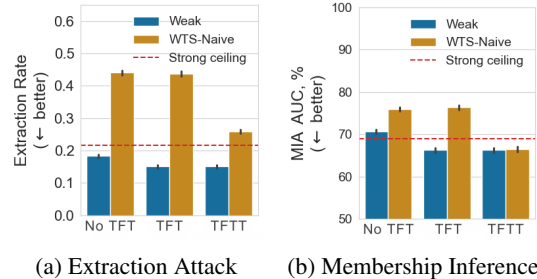 Extraction Rate
(← better)
0.6
0.5
0.4
0.3
0.2
0.1
0.0
Weak
WTS-Naive
Strong ceiling
No TFT TFT TFTT
(a) Extraction Attack
MIA AUC, %
(← better)
100
90
80
70
60
50
Weak
WTS-Naive
Strong ceiling
No TFT TFT TFTT
(b) Membership Inference